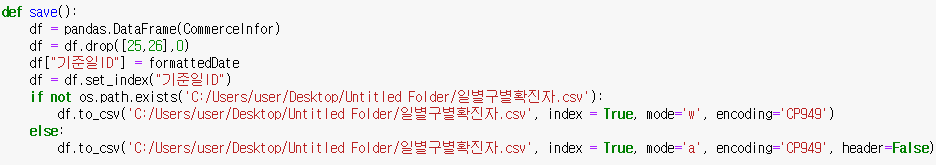 def save():
    df = pandas.DataFrame(CommerceInfor)
    df = df.drop([25,26],0)
    df["기준일ID"] = formattedDate
    df = df.set_index("기준일ID")
    if not os.path.exists('C:/Users/user/Desktop/Untitled Folder/일별구별확진자.csv'):
        df.to_csv('C:/Users/user/Desktop/Untitled Folder/일별구별확진자.csv', index = True, mode='w', encoding='CP949')
    else:
        df.to_csv('C:/Users/user/Desktop/Untitled Folder/일별구별확진자.csv', index = True, mode='a', encoding='CP949', header=False)